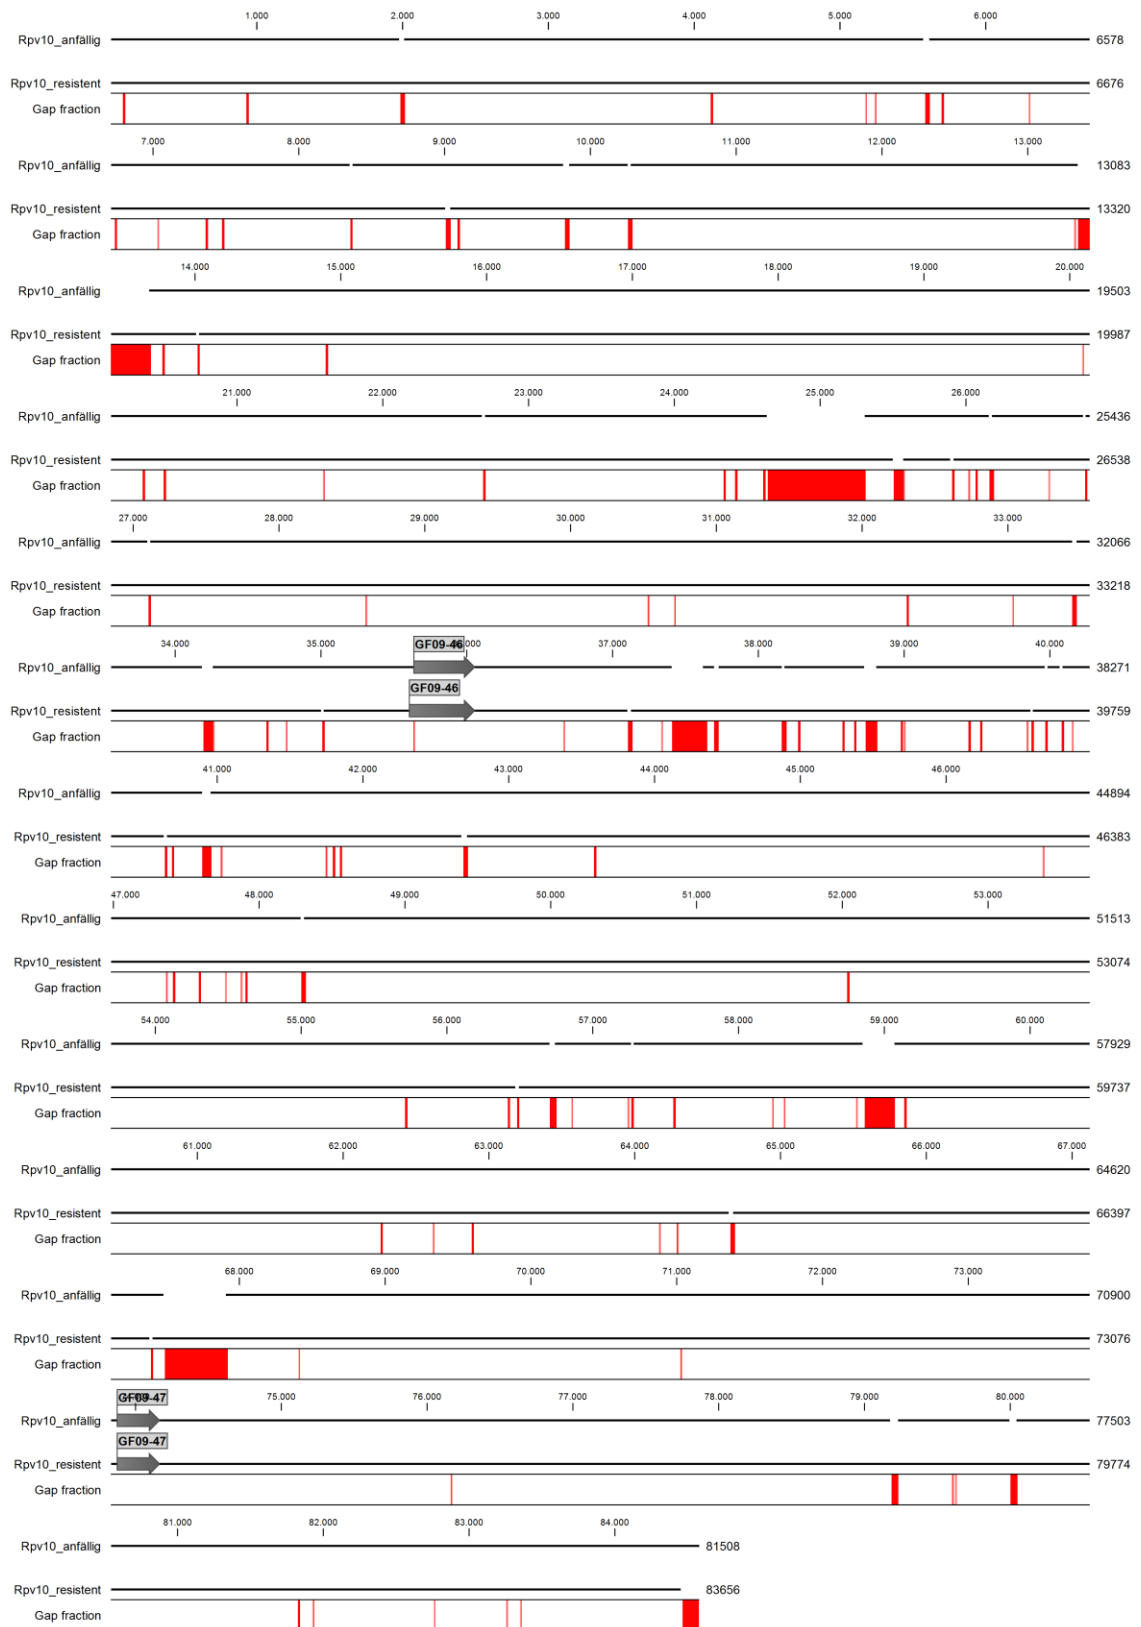 1.000 2.000 3.000 4.000 5.000 6.000
Rpv10_anfällig 6578
Rpv10_resistent 6676
Gap fraction
7.000 8.000 9.000 10.000 11.000 12.000 13.000
Rpv10_anfällig 13083
Rpv10_resistent 13320
Gap fraction
14.000 15.000 16.000 17.000 18.000 19.000 20.000
Rpv10_anfällig 19503
Rpv10_resistent 19987
Gap fraction
21.000 22.000 23.000 24.000 25.000 26.000
Rpv10_anfällig 25436
Rpv10_resistent 26538
Gap fraction
27.000 28.000 29.000 30.000 31.000 32.000 33.000
Rpv10_anfällig 32066
Rpv10_resistent 33218
Gap fraction
34.000 35.000 GF09-46 37.000 38.000 39.000 40.000
Rpv10_anfällig 38271
GF09-46
Rpv10_resistent 39759
Gap fraction
41.000 42.000 43.000 44.000 45.000 46.000
Rpv10_anfällig 44894
Rpv10_resistent 46383
Gap fraction
47.000 48.000 49.000 50.000 51.000 52.000 53.000
Rpv10_anfällig 51513
Rpv10_resistent 53074
Gap fraction
54.000 55.000 56.000 57.000 58.000 59.000 60.000
Rpv10_anfällig 57929
Rpv10_resistent 59737
Gap fraction
61.000 62.000 63.000 64.000 65.000 66.000 67.000
Rpv10_anfällig 64620
Rpv10_resistent 66397
Gap fraction
68.000 69.000 70.000 71.000 72.000 73.000
Rpv10_anfällig 70900
Rpv10_resistent 73076
Gap fraction
GF09-47 75.000 76.000 77.000 78.000 79.000 80.000
Rpv10_anfällig 77503
GF09-47
Rpv10_resistent 79774
Gap fraction
81.000 82.000 83.000 84.000
Rpv10_anfällig 81508
Rpv10_resistent 83656
Gap fraction